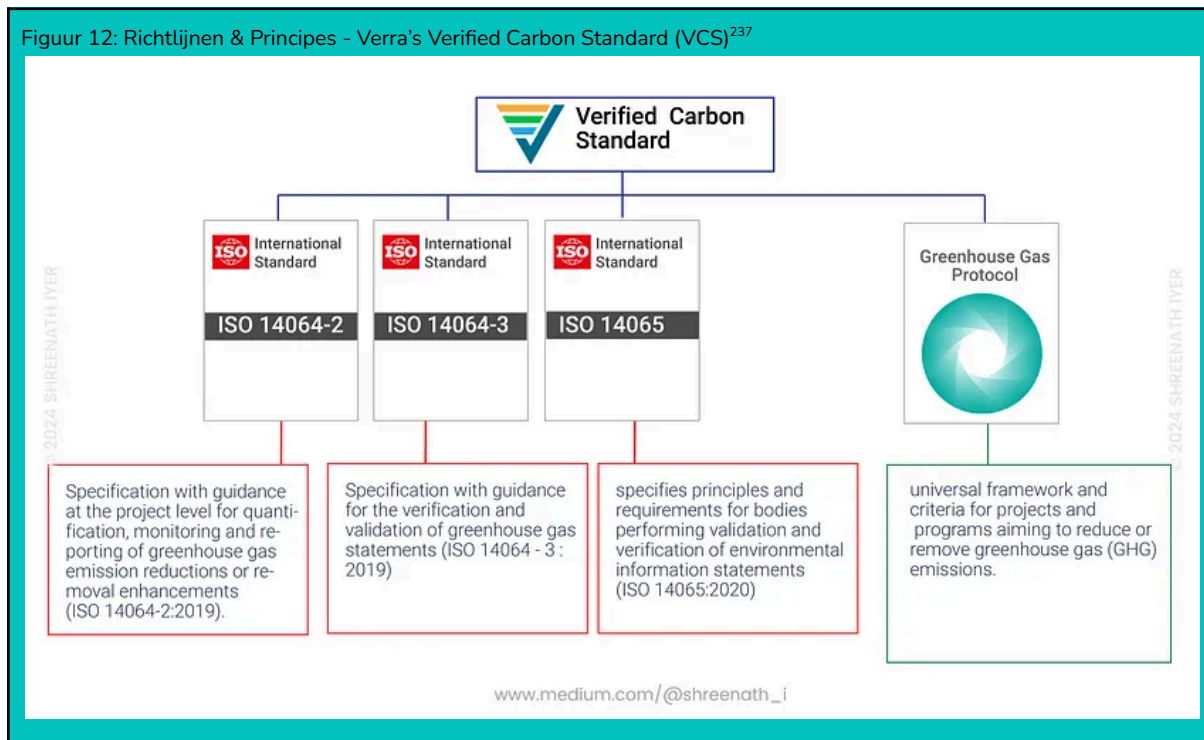 Figuur 12: Richtlijnen & Principes - Verra's Verified Carbon Standard (VCS)237
Verified Carbon
Standard
ISO
International
Standard
ISO 14064-2
ISO
International
Standard
ISO 14064-3
ISO
International
Standard
ISO 14065
Greenhouse Gas
Protocol
© 2024 SHREENATH IYER
© 2024 SHREENATH IYER
Specification with guidance
at the project level for quanti-
fication, monitoring and re-
porting of greenhouse gas
emission reductions or re-
moval enhancements
(ISO 14064-2:2019).
Specification with guidance
for the verification and
validation of greenhouse gas
statements (ISO 14064 - 3 :
2019)
specifies principles and
requirements for bodies
performing validation and
verification of environmental
information statements
(ISO 14065:2020)
universal framework and
criteria for projects and
programs aiming to reduce or
remove greenhouse gas (GHG)
emissions.
www.medium.com/@shreenath_i